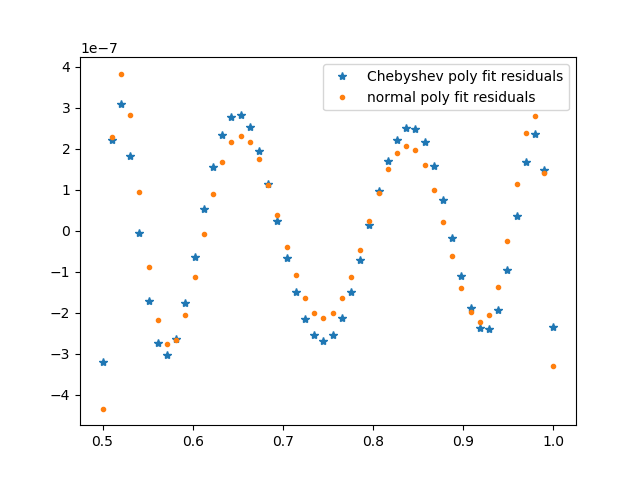 1e−7
Chebyshev poly fit residuals
normal poly fit residuals
4
3
2
1
0
−1
−2
−3
−4
0.5 0.6 0.7 0.8 0.9 1.0